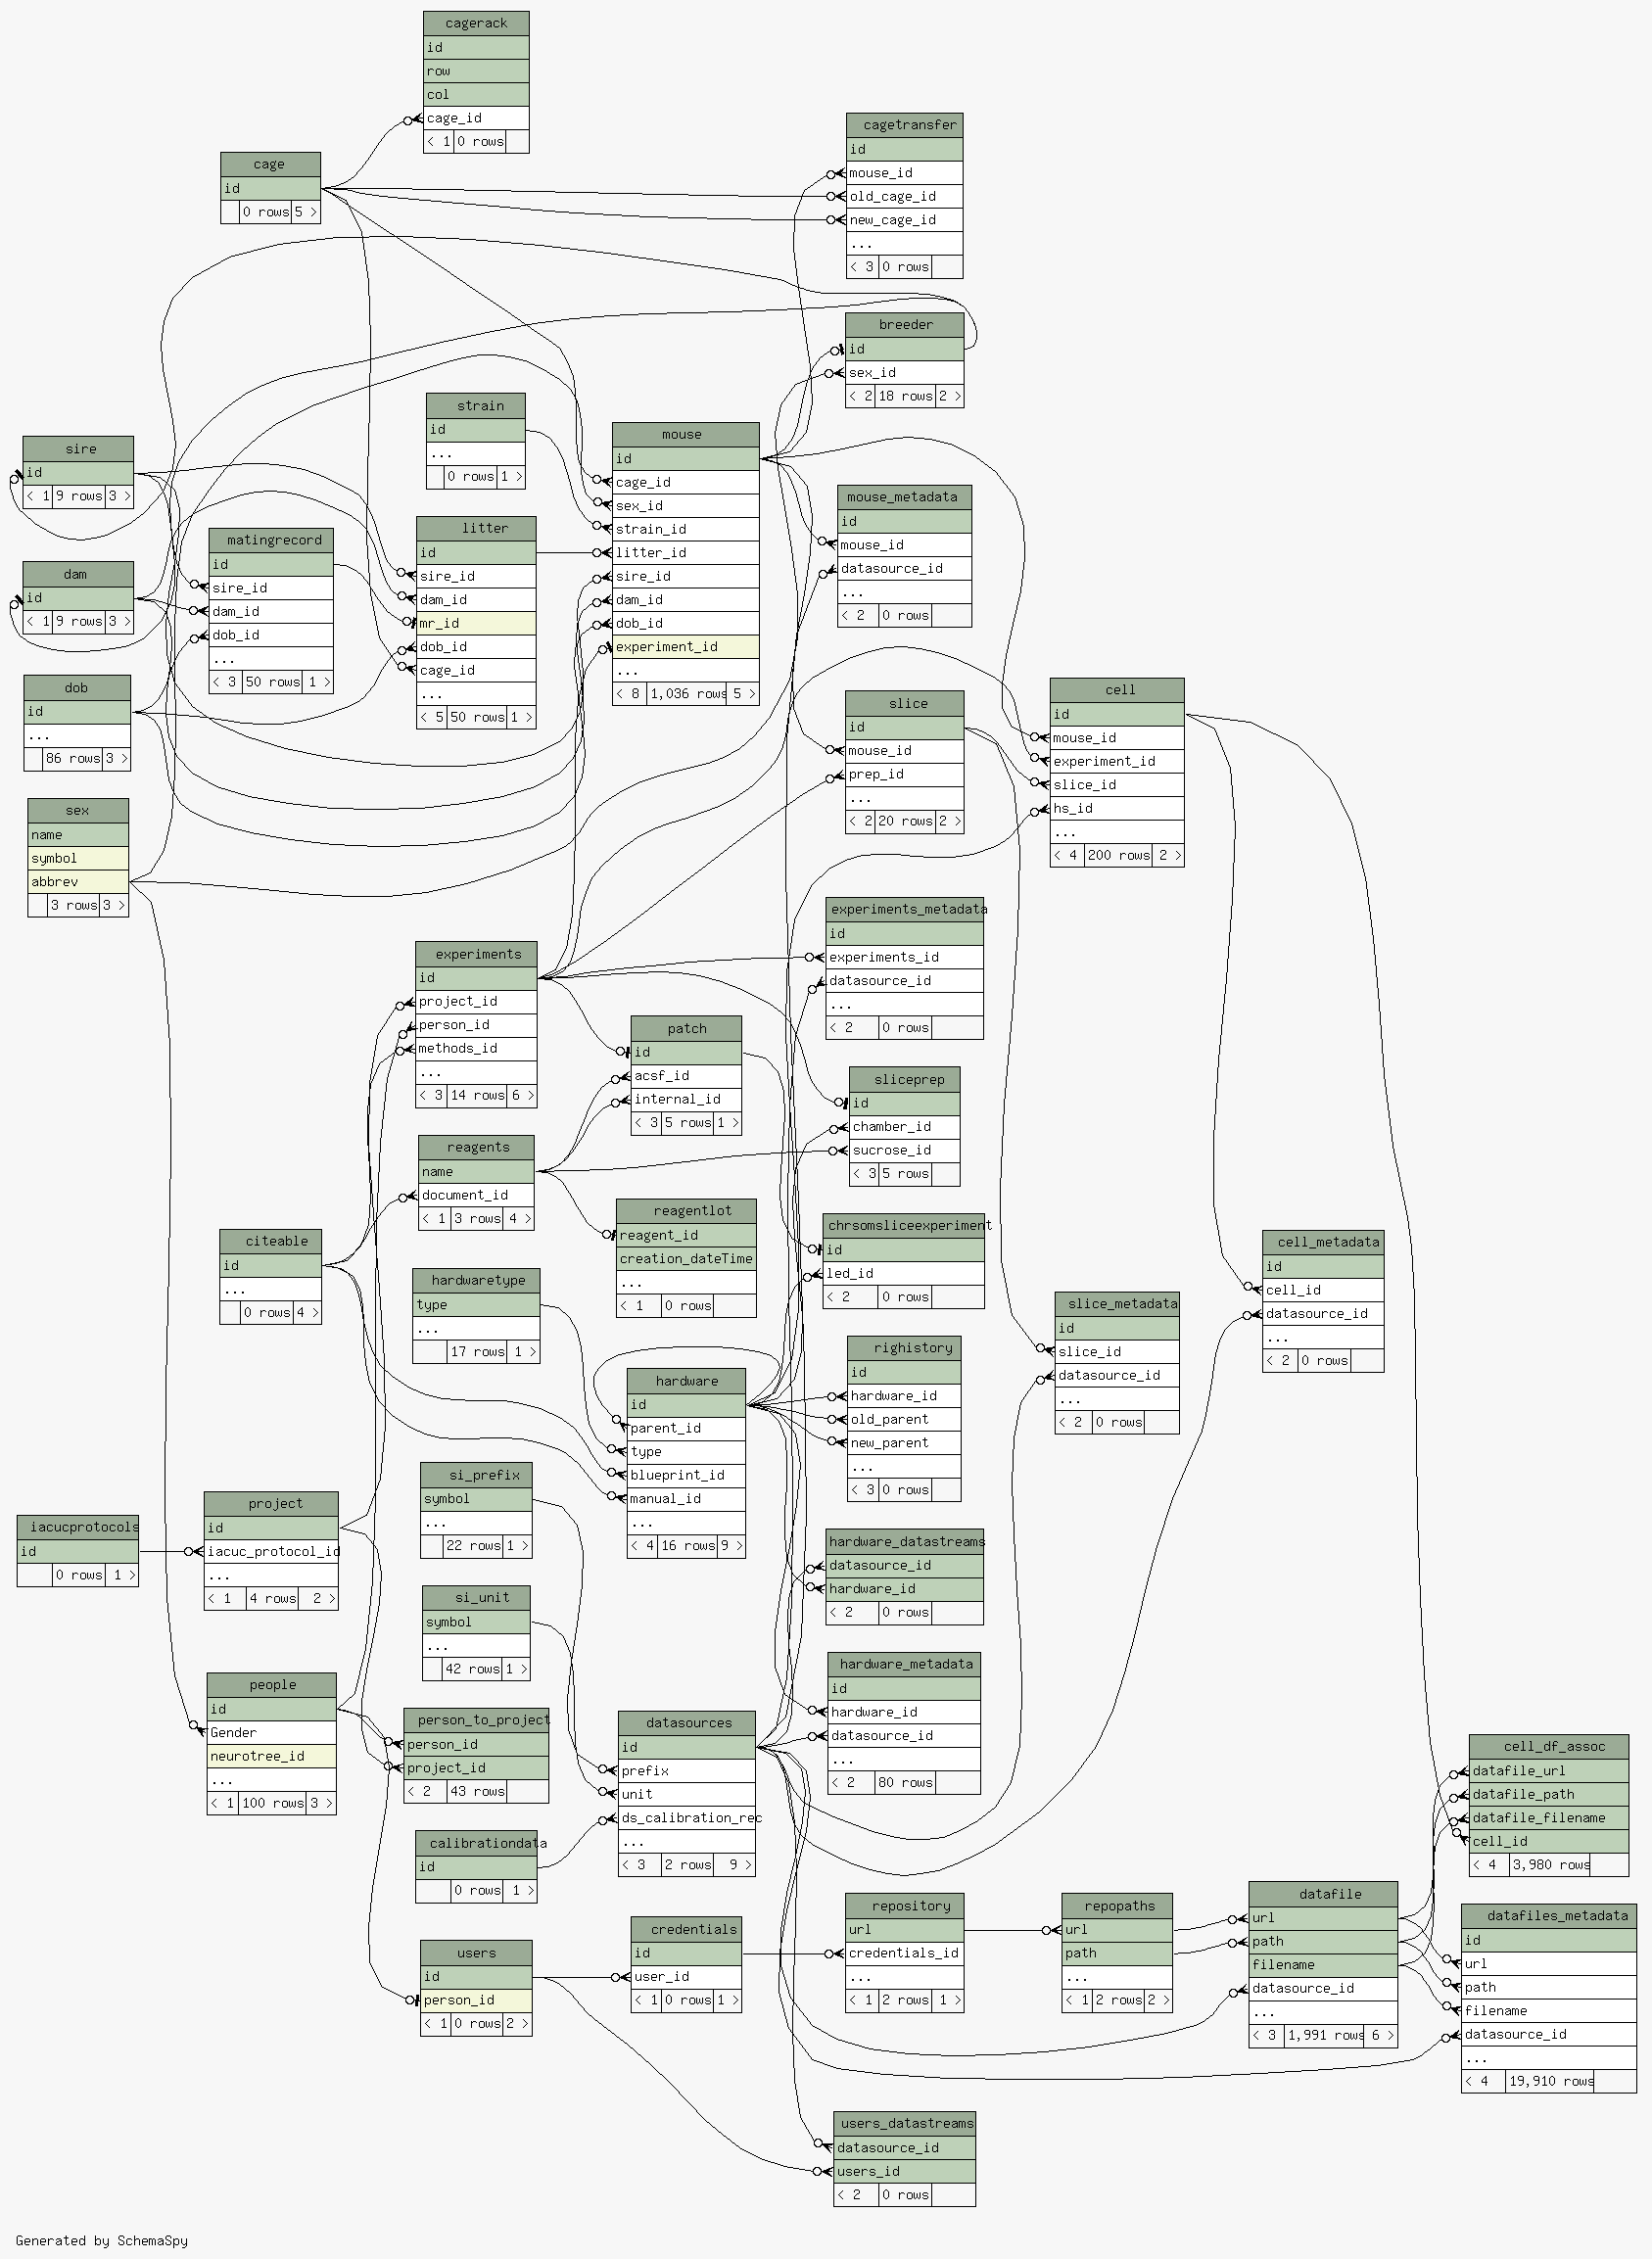 cagerack
id
row
col
cage_id
< 1 0 rows
cagetransfer
id
mouse_id
old_cage_id
new_cage_id
...
< 3 0 rows
cage
id
0 rows 5 >
breeder
id
sex_id
< 2 18 rows 2 >
strain
id
...
0 rows 1 >
mouse
id
cage_id
sex_id
strain_id
litter_id
sire_id
dam_id
dob_id
experiment_id
...
< 8 1,036 rows 5 >
sire
id
< 1 9 rows 3 >
mouse_metadata
id
mouse_id
datasource_id
...
< 2 0 rows
litter
id
sire_id
dam_id
mr_id
dob_id
cage_id
...
< 5 50 rows 1 >
matingrecord
id
sire_id
dam_id
dob_id
...
< 3 50 rows 1 >
dam
id
< 1 9 rows 3 >
dob
id
...
86 rows 3 >
slice
id
mouse_id
prep_id
...
< 2 20 rows 2 >
cell
id
mouse_id
experiment_id
slice_id
hs_id
...
< 4 200 rows 2 >
sex
name
symbol
abbrev
3 rows 3 >
experiments_metadata
id
experiments_id
datasource_id
...
< 2 0 rows
experiments
id
project_id
person_id
methods_id
...
< 3 14 rows 6 >
patch
id
acsf_id
internal_id
< 3 5 rows 1 >
sliceprep
id
chamber_id
sucrose_id
< 3 5 rows
reagents
name
document_id
< 1 3 rows 4 >
reagentlot
reagent_id
creation_dateTime
...
< 1 0 rows
chrsomsliceexperiment
id
led_id
< 2 0 rows
citeable
id
...
0 rows 4 >
cell_metadata
id
cell_id
datasource_id
...
< 2 0 rows
hardwaretype
type
...
17 rows 1 >
slice_metadata
id
slice_id
datasource_id
...
< 2 0 rows
righistory
id
hardware_id
old_parent
new_parent
...
< 3 0 rows
hardware
id
parent_id
type
blueprint_id
manual_id
...
< 4 16 rows 9 >
si_prefix
symbol
...
22 rows 1 >
project
id
iacuc_protocol_id
...
< 1 4 rows 2 >
iacucprotocols
id
0 rows 1 >
hardware_datastreams
datasource_id
hardware_id
< 2 0 rows
si_unit
symbol
...
42 rows 1 >
hardware_metadata
id
hardware_id
datasource_id
...
< 2 80 rows
people
id
Gender
neurotree_id
...
< 1 100 rows 3 >
person_to_project
person_id
project_id
< 2 43 rows
datasources
id
prefix
unit
ds_calibration_rec
...
< 3 2 rows 9 >
cell_df_assoc
datafile_url
datafile_path
datafile_filename
cell_id
< 4 3,980 rows
calibrationdata
id
0 rows 1 >
repository
url
credentials_id
...
< 1 2 rows 1 >
repopaths
url
path
...
< 1 2 rows 2 >
datafile
url
path
filename
datasource_id
...
< 3 1,991 rows 6 >
datafiles_metadata
id
url
path
filename
datasource_id
...
< 4 19,910 rows
credentials
id
user_id
< 1 0 rows 1 >
users
id
person_id
< 1 0 rows 2 >
users_datastreams
datasource_id
users_id
< 2 0 rows
Generated by SchemaSpy